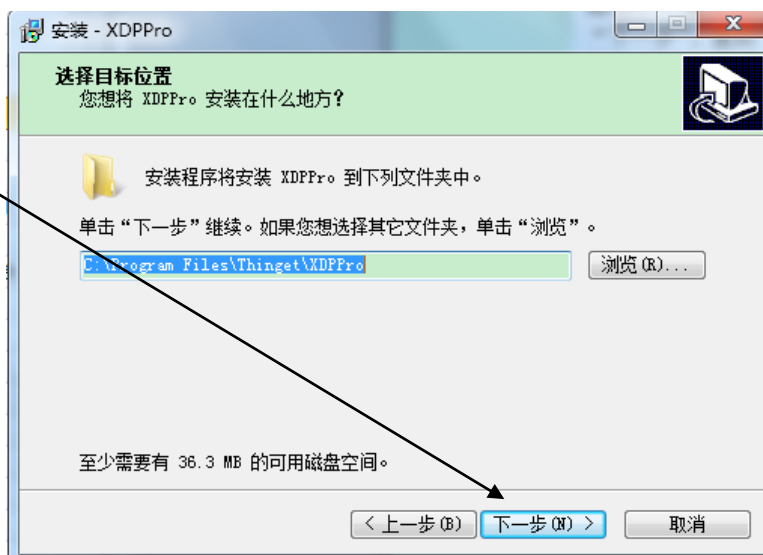 安装 - XDPPro
选择目标位置
您想将 XDPPro 安装在什么地方?
安装程序将安装 XDPPro 到下列文件夹中。
单击“下一步”继续。如果您想选择其它文件夹，单击“浏览”。
C:\Program Files\Thinget\XDPPro
浏览(R)...
至少需要有 36.3 MB 的可用磁盘空间。
< 上一步(B)
下一步(N) >
取消